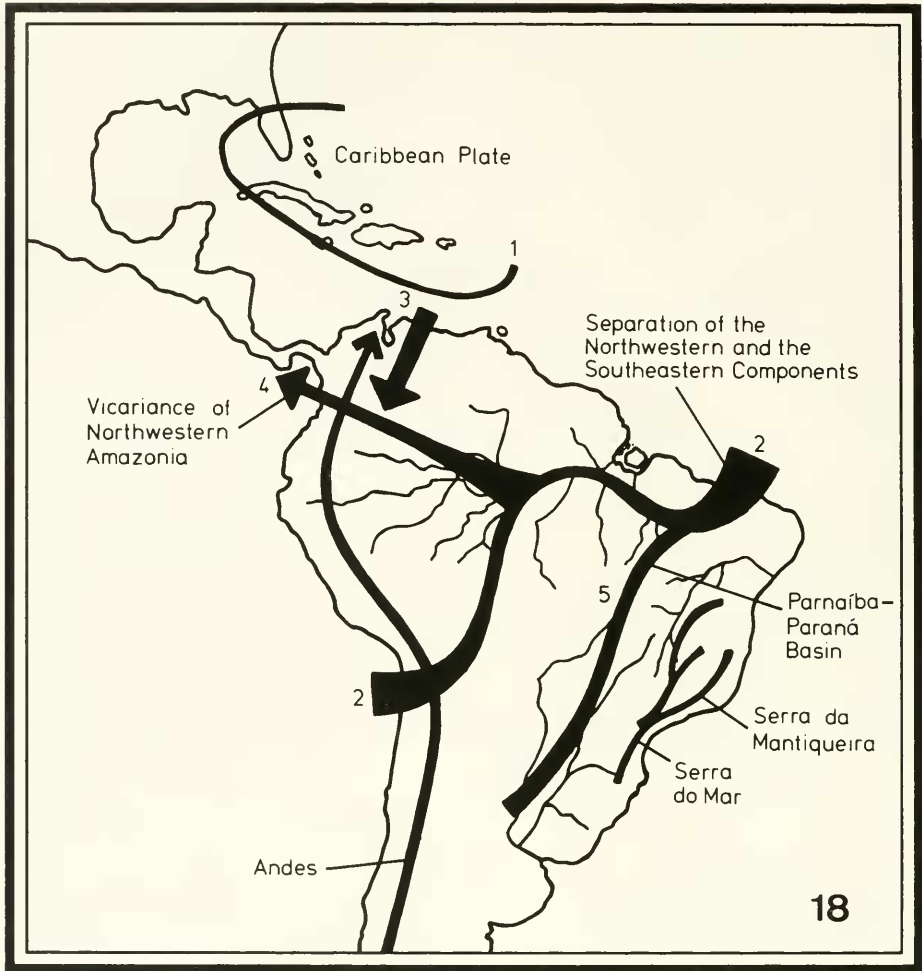 Caribbean Plate
1
3
Separation of the
Northwestern and the
Southeastern Components
4
Vicariance of
Northwestern
Amazonia
2
5
Parnaíba-
Paraná
Basin
2
Serra da
Mantiqueira
Serra
do Mar
Andes
18